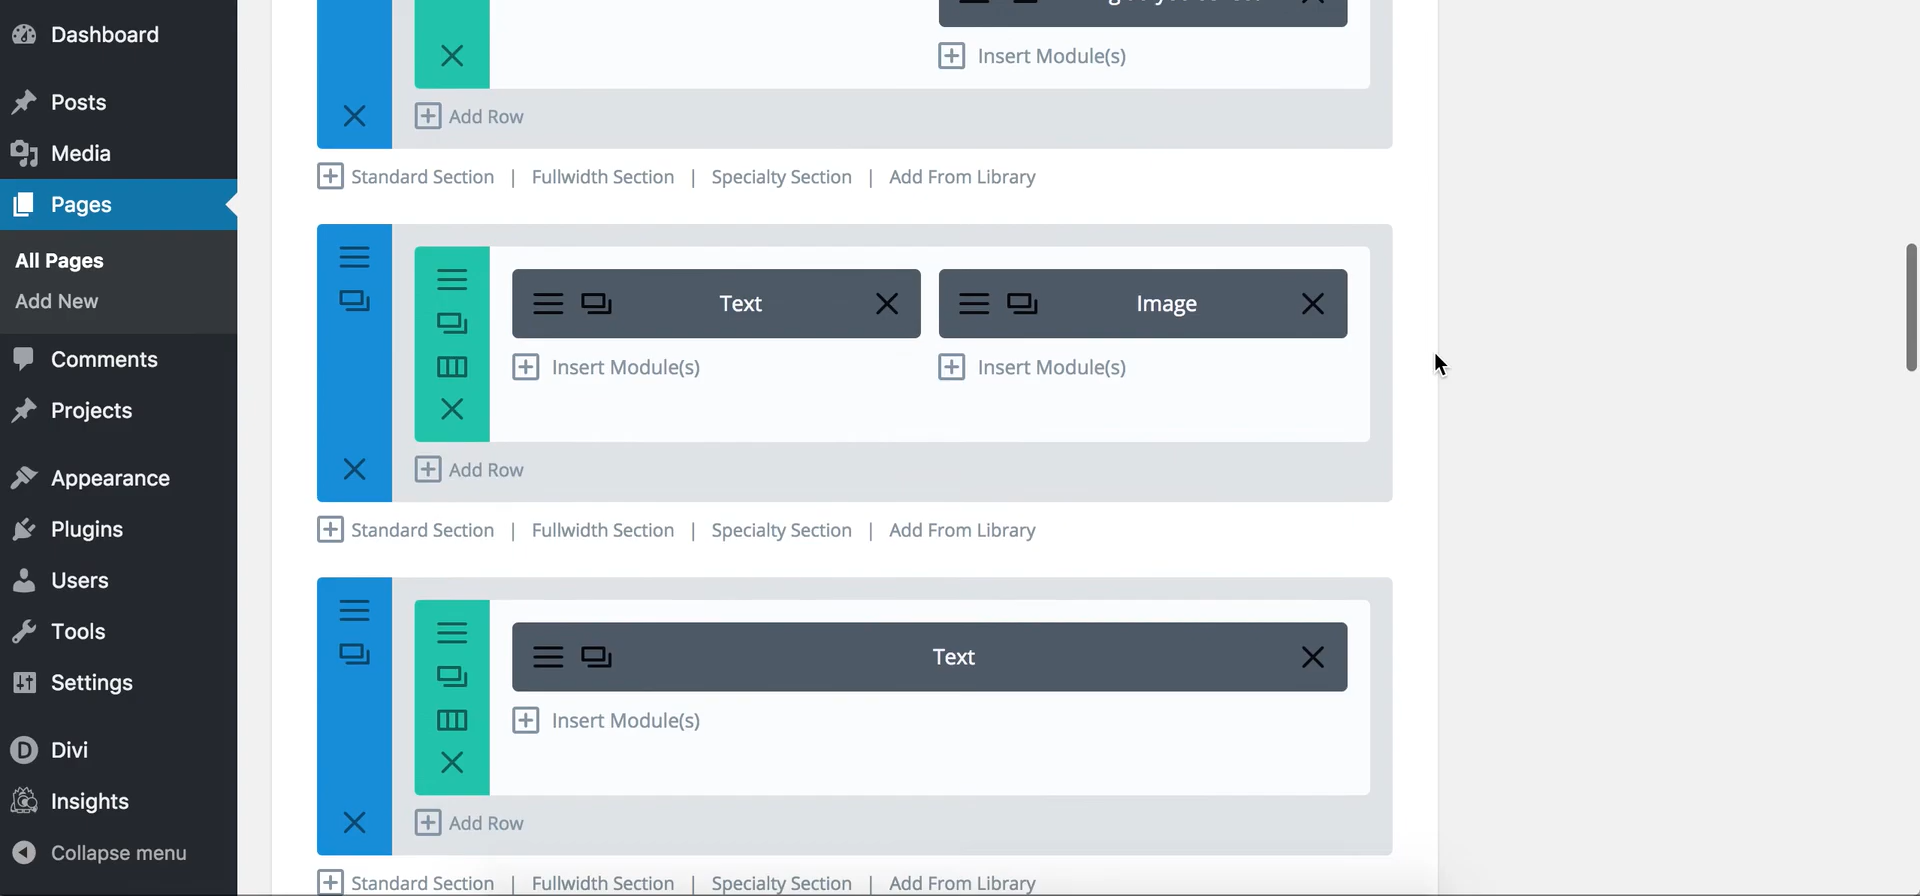 Dashboard
Posts
Media
Pages
All Pages
Add New
Comments
Projects
Appearance
Plugins
Users
Tools
Settings
Divi
Insights
Collapse menu
Insert Module(s)
Add Row
Standard Section | Fullwidth Section | Specialty Section | Add From Library
Text Image
Insert Module(s) Insert Module(s)
Add Row
Standard Section | Fullwidth Section | Specialty Section | Add From Library
Text
Insert Module(s)
Add Row
Standard Section | Fullwidth Section | Specialty Section | Add From Library